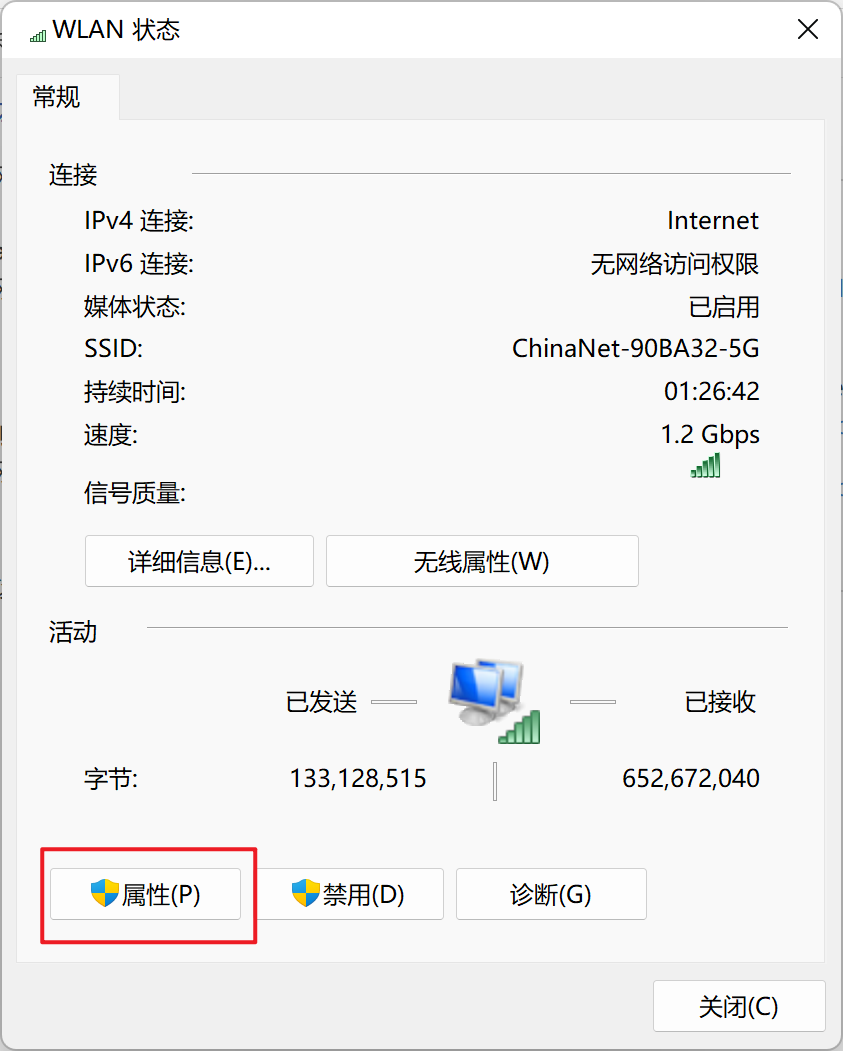 WLAN 状态
常规
连接
IPv4 连接: Internet
IPv6 连接: 无网络访问权限
媒体状态: 已启用
SSID: ChinaNet-90BA32-5G
持续时间: 01:26:42
速度: 1.2 Gbps
信号质量:
详细信息(E)... 无线属性(W)
活动
已发送 已接收
字节: 133,128,515 652,672,040
属性(P) 禁用(D) 诊断(G)
关闭(C)